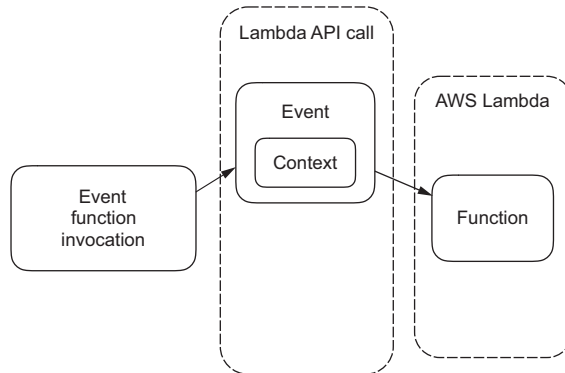 Lambda API call
Event
Context
AWS Lambda
Function
Event
function
invocation